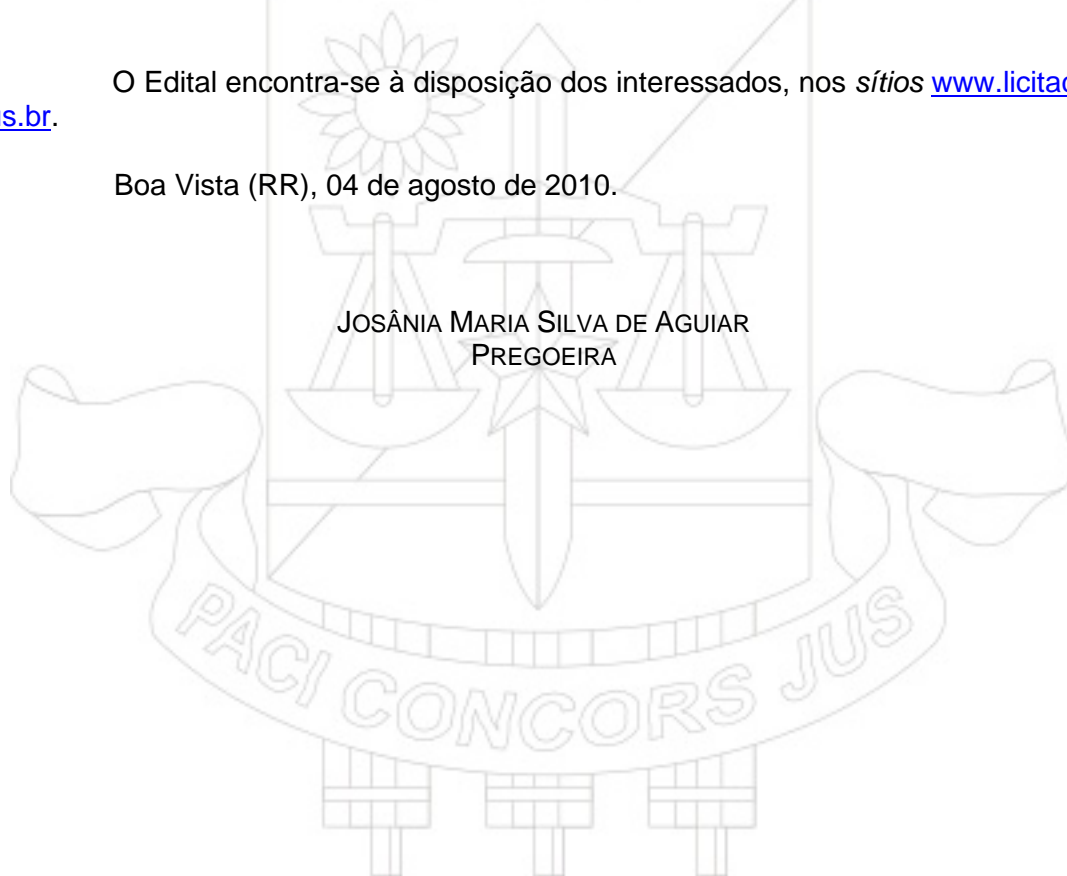 O Edital encontra-se à disposição dos interessados, nos sítios www.licitac
s.br.
Boa Vista (RR), 04 de agosto de 2010.
JOSÂNIA MARIA SILVA DE AGUIAR
PREGOEIRA
PACI CONCORS JUS